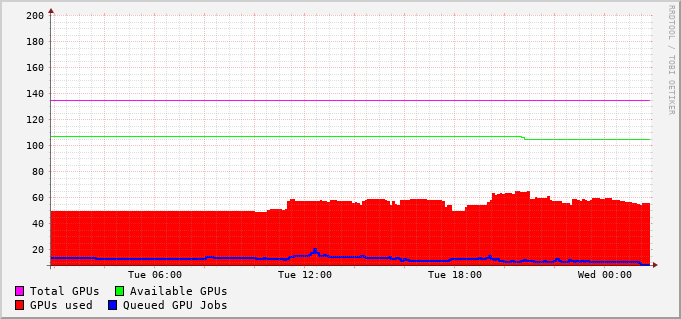 200
180
160
140
120
100
80
60
40
20
Tue 06:00 Tue 12:00 Tue 18:00 Wed 00:00
Total GPUs Available GPUs
GPUs used Queued GPU Jobs
RRDTOOL / TOBI OETIKER